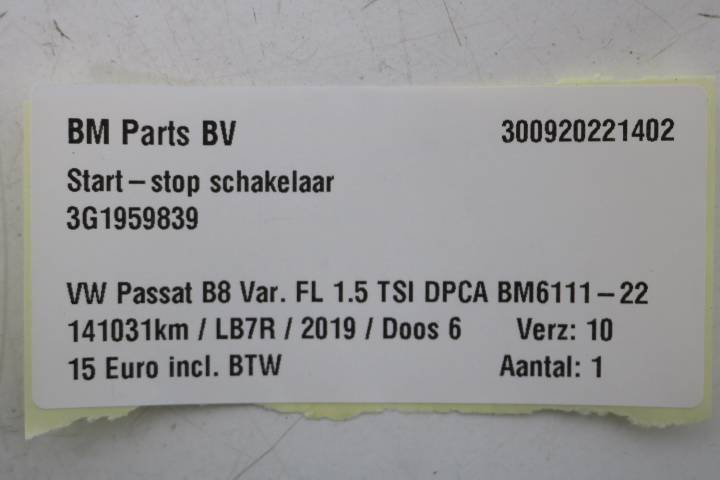 BM Parts BV 300920221402
Start-stop schakelaar
3G1959839
VW Passat B8 Var. FL 1.5 TSI DPCA BM6111-22
141031km / LB7R / 2019 / Doos 6 Verz: 10
15 Euro incl. BTW Aantal: 1